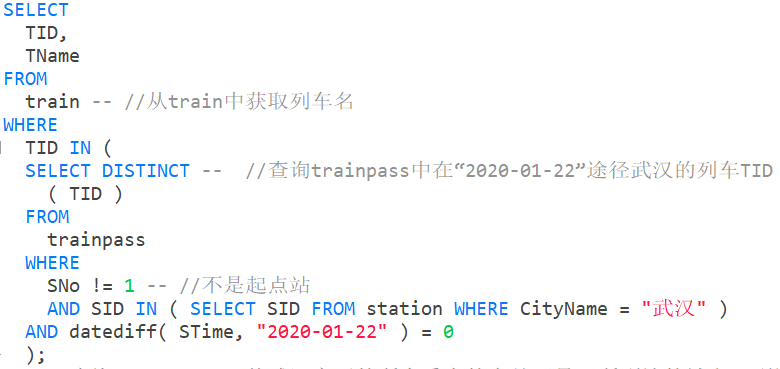 SELECT
TID,
TName
FROM
train -- //从train中获取列车名
WHERE
TID IN (
SELECT DISTINCT -- //查询trainpass中在“2020-01-22”途径武汉的列车TID
( TID )
FROM
trainpass
WHERE
SNo != 1 -- //不是起点站
AND SID IN ( SELECT SID FROM station WHERE CityName = "武汉" )
AND datediff( STime, "2020-01-22" ) = 0
);